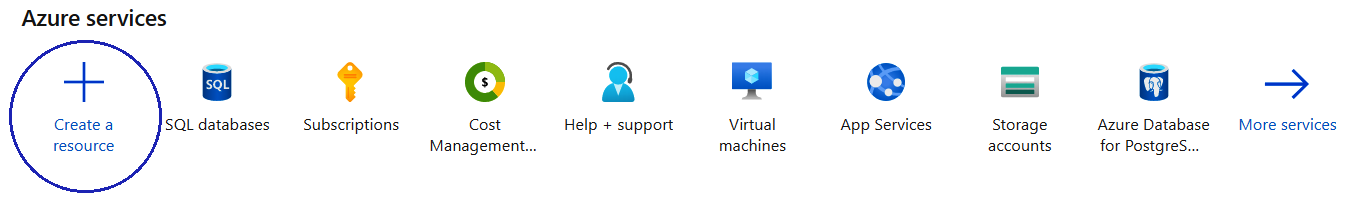 Azure services
SQL
$
Create a
resource
SQL databases
Subscriptions
Cost
Management...
Help + support
Virtual
machines
App Services
Storage
accounts
Azure Database
for PostgreS...
More services